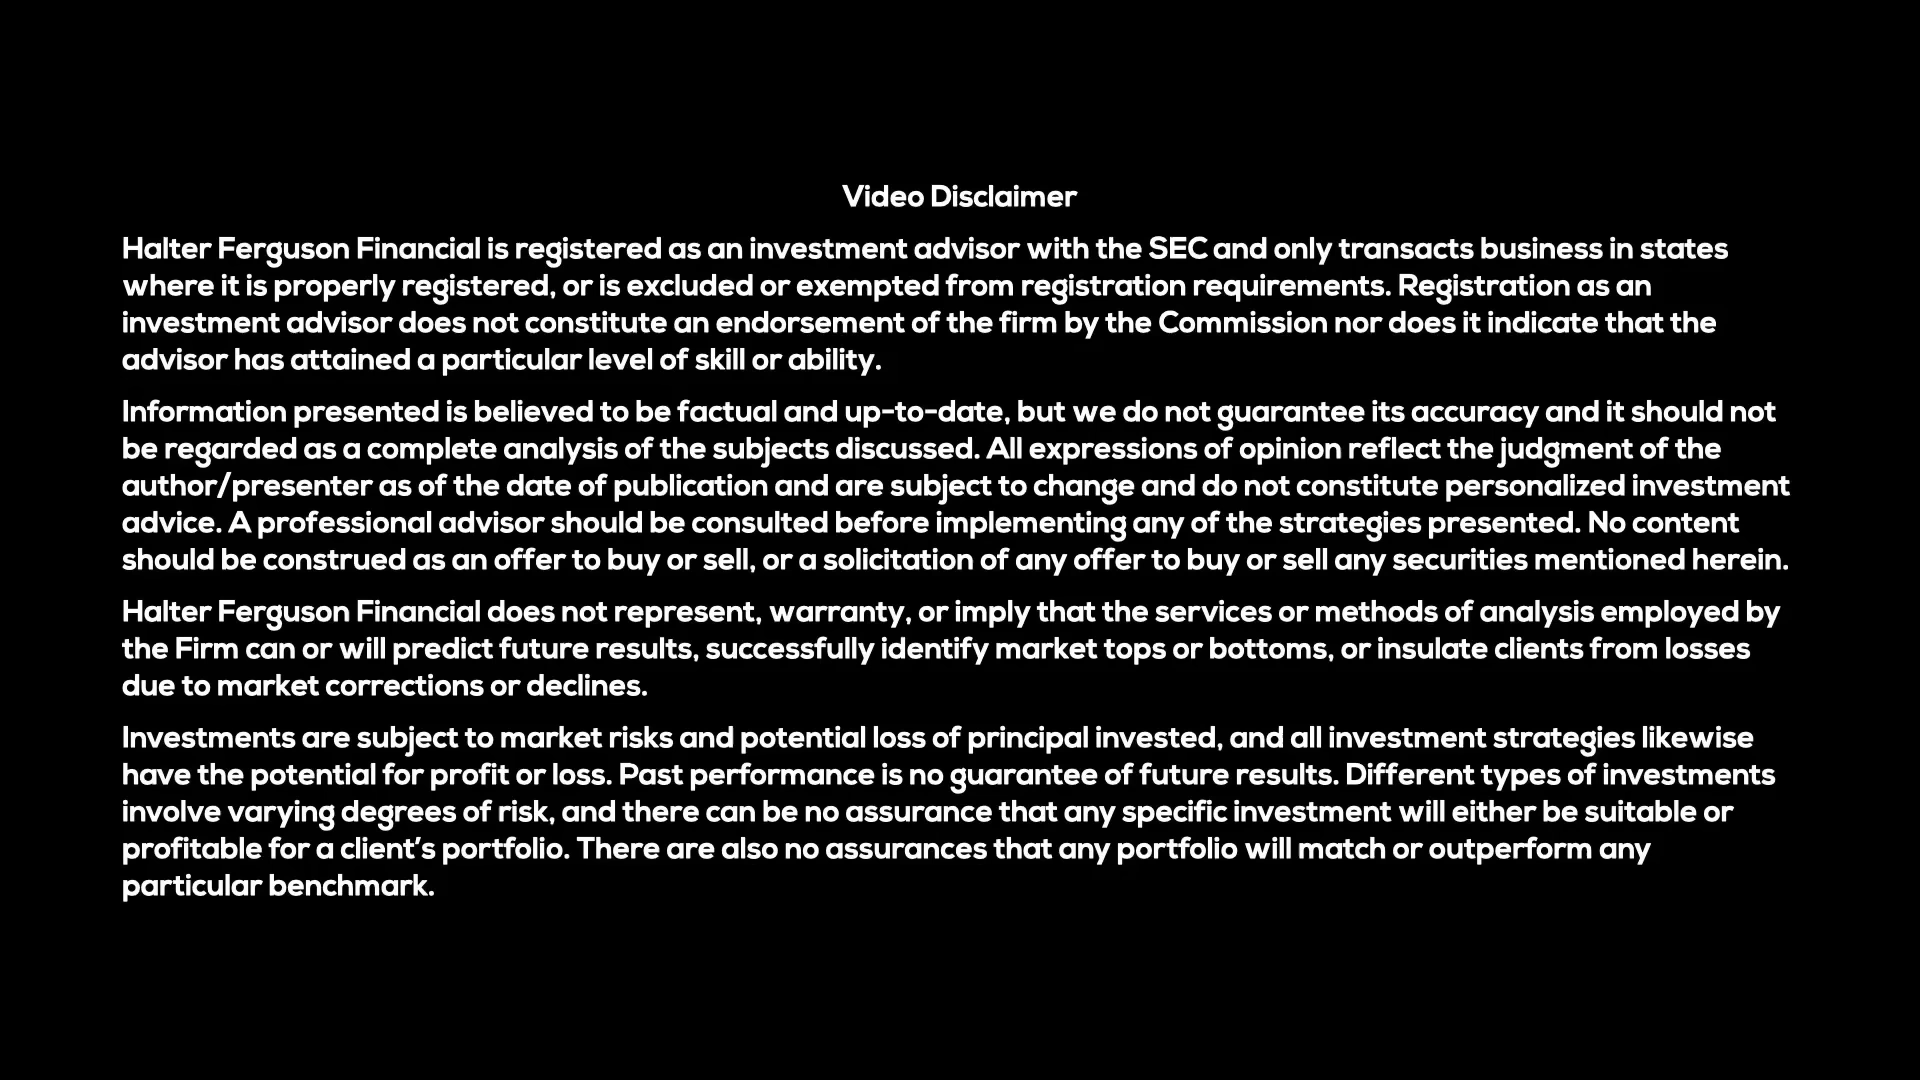 Video Disclaimer
Halter Ferguson Financial is registered as an investment advisor with the SEC and only transacts business in states
where it is properly registered, or is excluded or exempted from registration requirements. Registration as an
investment advisor does not constitute an endorsement of the firm by the Commission nor does it indicate that the
advisor has attained a particular level of skill or ability.
Information presented is believed to be factual and up-to-date, but we do not guarantee its accuracy and it should not
be regarded as a complete analysis of the subjects discussed. All expressions of opinion reflect the judgment of the
author/presenter as of the date of publication and are subject to change and do not constitute personalized investment
advice. A professional advisor should be consulted before implementing any of the strategies presented. No content
should be construed as an offer to buy or sell, or a solicitation of any offer to buy or sell any securities mentioned herein.
Halter Ferguson Financial does not represent, warranty, or imply that the services or methods of analysis employed by
the Firm can or will predict future results, successfully identify market tops or bottoms, or insulate clients from losses
due to market corrections or declines.
Investments are subject to market risks and potential loss of principal invested, and all investment strategies likewise
have the potential for profit or loss. Past performance is no guarantee of future results. Different types of investments
involve varying degrees of risk, and there can be no assurance that any specific investment will either be suitable or
profitable for a client’s portfolio. There are also no assurances that any portfolio will match or outperform any
particular benchmark.